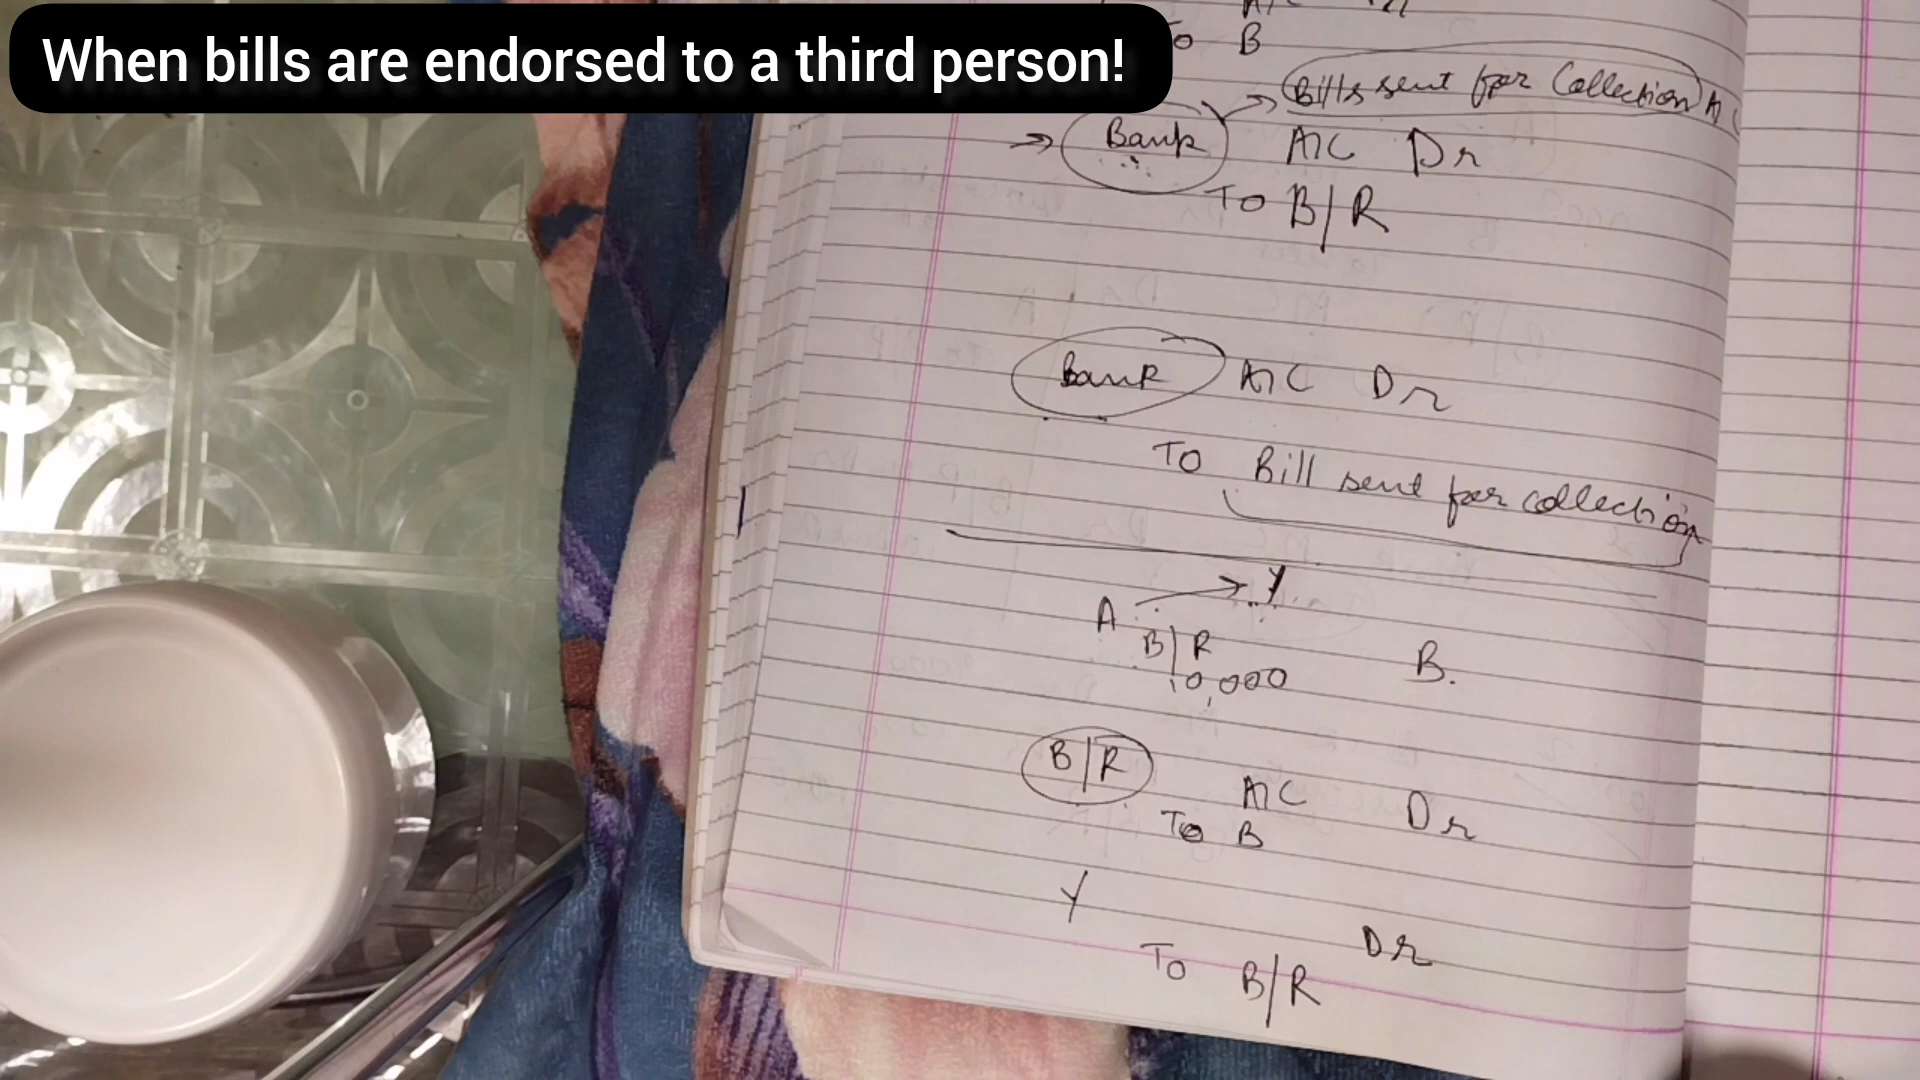 When bills are endorsed to a third person!
To B
Bills sent for Collection A/C
→ Bank A/C Dr
To B/R
Bank A/C Dr
To Bill sent for collection
A → Y
B/R B.
10,000
B/R A/C Dr
To B
Y Dr
To B/R